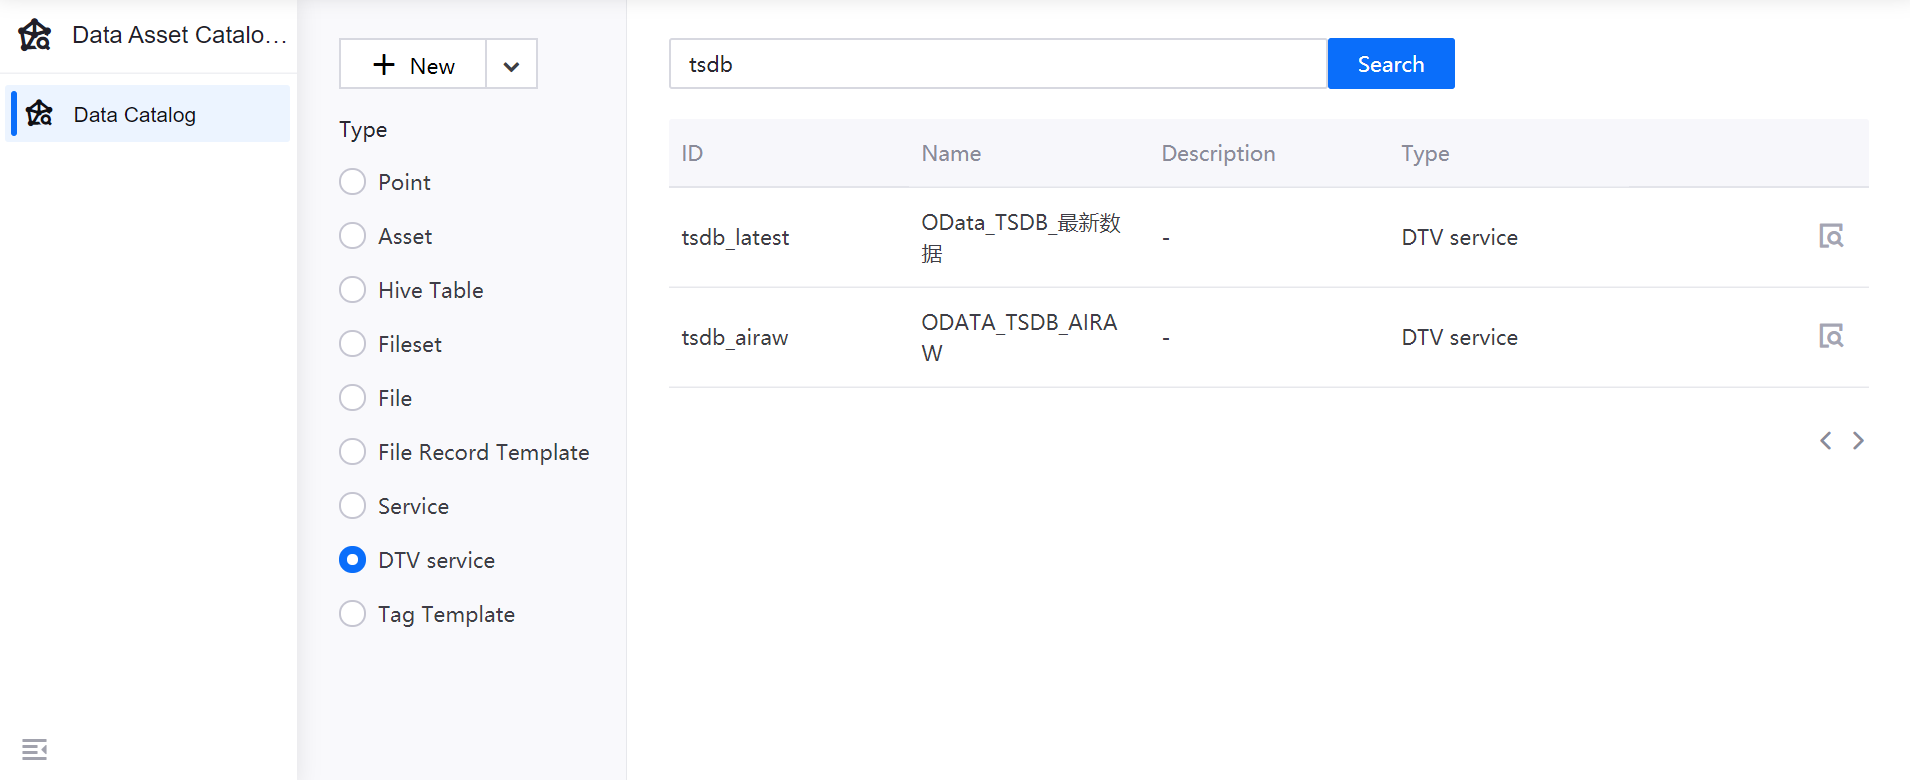 Data Asset Catalo...
Data Catalog
New
Type
Point
Asset
Hive Table
Fileset
File
File Record Template
Service
DTV service
Tag Template
tsdb
Search
ID Name Description Type
tsdb_latest OData_TSDB_最新数 - DTV service
据
tsdb_airaw ODATA_TSDB_AIRA - DTV service
W